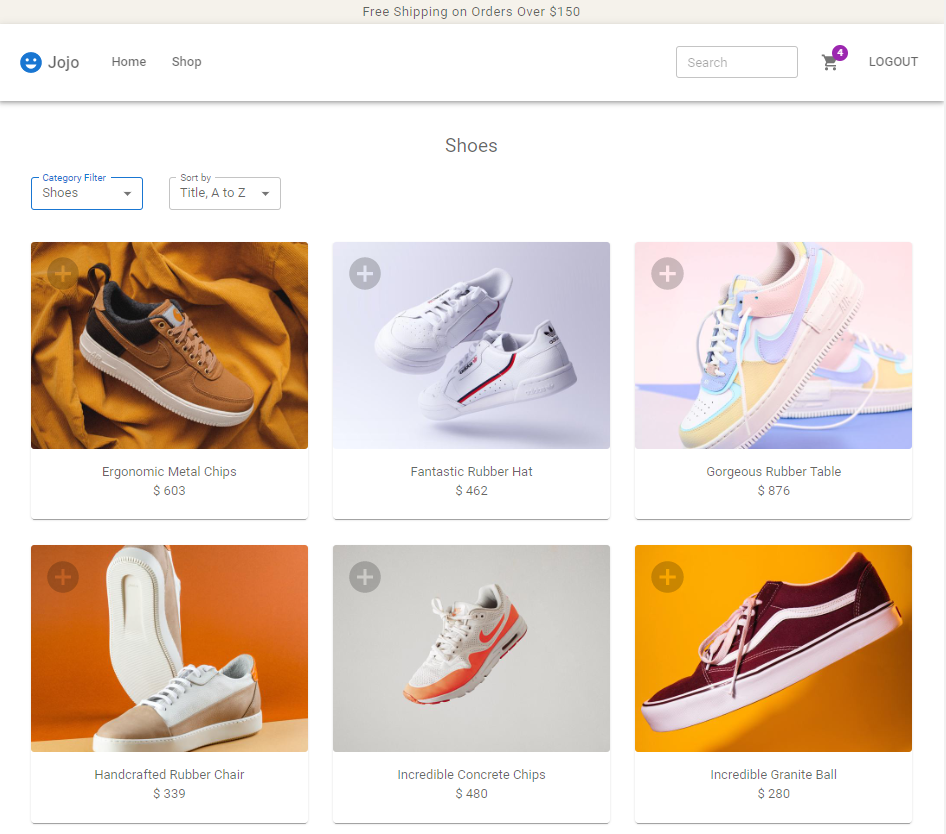 Free Shipping on Orders Over $150
Jojo
Home
Shop
Search
4
LOGOUT
Shoes
Category Filter
Shoes
Sort by
Title, A to Z
Ergonomic Metal Chips
$ 603
Fantastic Rubber Hat
$ 462
Gorgeous Rubber Table
$ 876
Handcrafted Rubber Chair
$ 339
Incredible Concrete Chips
$ 480
Incredible Granite Ball
$ 280